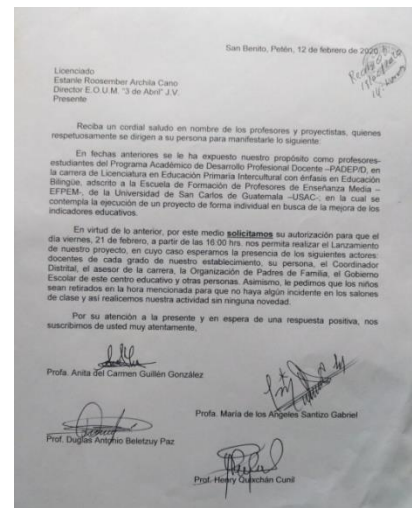 San Benito, Petén, 12 de febrero de 2020.
Licenciado
Estanle Roosember Archila Cano
Director E.O.U.M. "3 de Abril" J.V.
Presente
Reciba un cordial saludo en nombre de los profesores y proyectistas, quienes
respetuosamente se dirigen a su persona para manifestarle lo siguiente.
En fechas anteriores se le ha expuesto nuestro propósito como profesores-
estudiantes del Programa Académico de Desarrollo Profesional Docente –PADEP/D, en
la carrera de Licenciatura en Educación Primaria Intercultural con énfasis en Educación
Bilingüe, adscrito a la Escuela de Formación de Profesores de Enseñanza Media –
EFPEM-, de la Universidad de San Carlos de Guatemala –USAC-; en la cual se
contempla la ejecución de un proyecto de forma individual en busca de la mejora de los
indicadores educativos.
En virtud de lo anterior, por este medio solicitamos su autorización para que el
día viernes, 21 de febrero, a partir de las 16:00 hrs. nos permita realizar el Lanzamiento
de nuestro proyecto, en cuyo caso esperamos la presencia de los siguientes actores:
docentes de cada grado de nuestro establecimiento, su persona, el Coordinador
Distrital, el asesor de la carrera, la Organización de Padres de Familia, el Gobierno
Escolar de este centro educativo y otras personas. Asimismo, le pedimos que los niños
sean retirados en la hora mencionada para que no haya algún incidente en los salones
de clase y así realicemos nuestra actividad sin ninguna novedad.
Por su atención a la presente y en espera de una respuesta positiva, nos
suscribimos de usted muy atentamente,
Profa. Anita del Carmen Guillén González
Profa. María de los Angeles Santizo Gabriel
Prof. Duglas Antonio Beletzuy Paz
Prof. Henry Quixchán Cunil